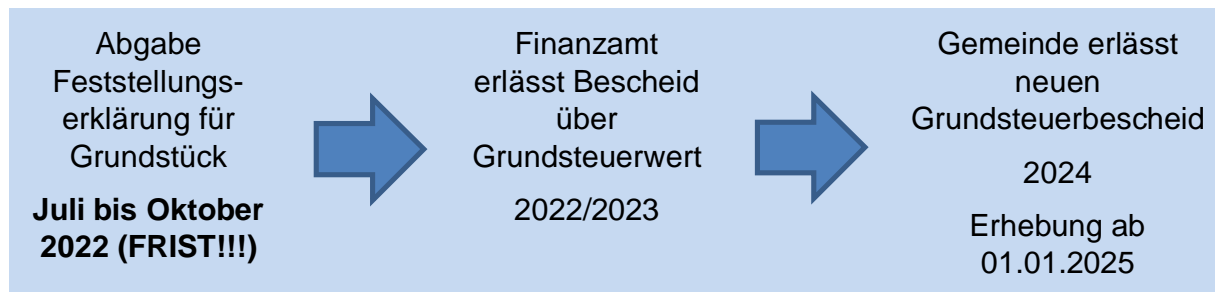 Abgabe
Feststellungs-
erklärung für
Grundstück
Juli bis Oktober
2022 (FRIST!!!)
Finanzamt
erlässt Bescheid
über
Grundsteuerwert
2022/2023
Gemeinde erlässt
neuen
Grundsteuerbescheid
2024
Erhebung ab
01.01.2025